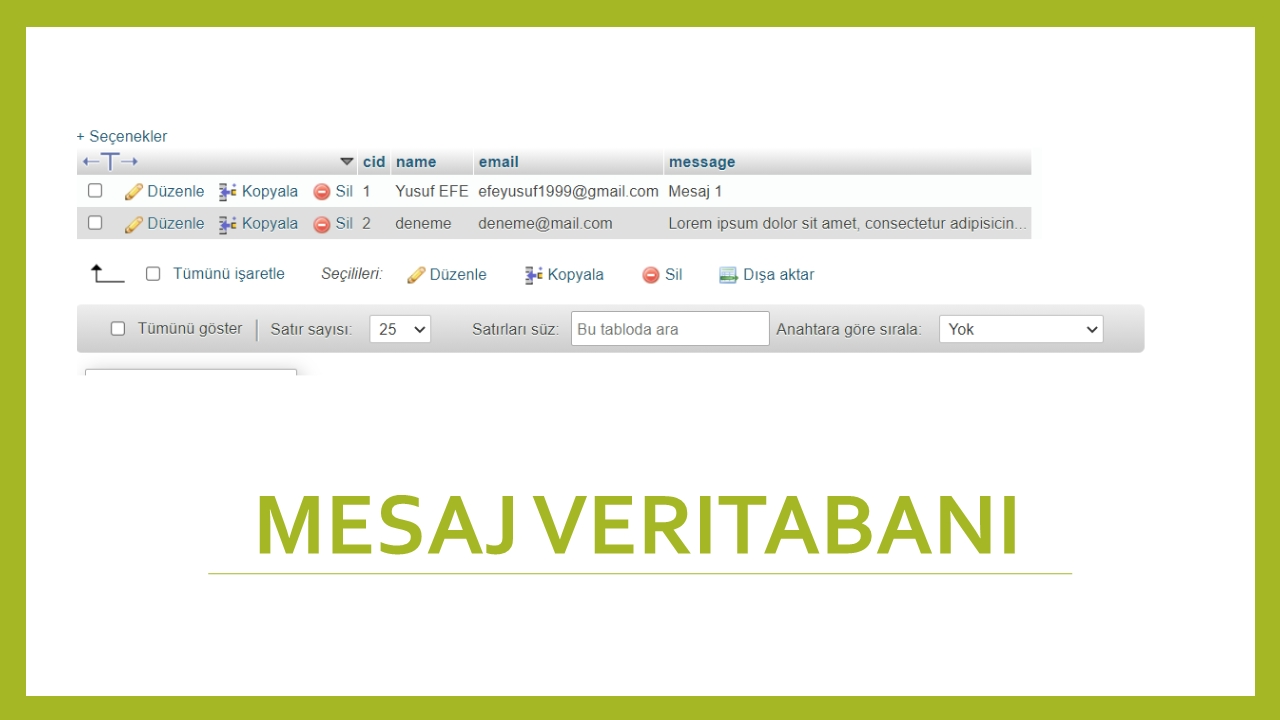 + Seçenekler
cid name email message
Düzenle Kopyala Sil 1 Yusuf EFE efeyusuf1999@gmail.com Mesaj 1
Düzenle Kopyala Sil 2 deneme deneme@mail.com Lorem ipsum dolor sit amet, consectetur adipisicin...
Tümünü işaretle Seçilileri: Düzenle Kopyala Sil Dışa aktar
Tümünü göster Satır sayısı: 25 Satırları süz: Bu tabloda ara Anahtara göre sırala: Yok
MESAJ VERITABANI